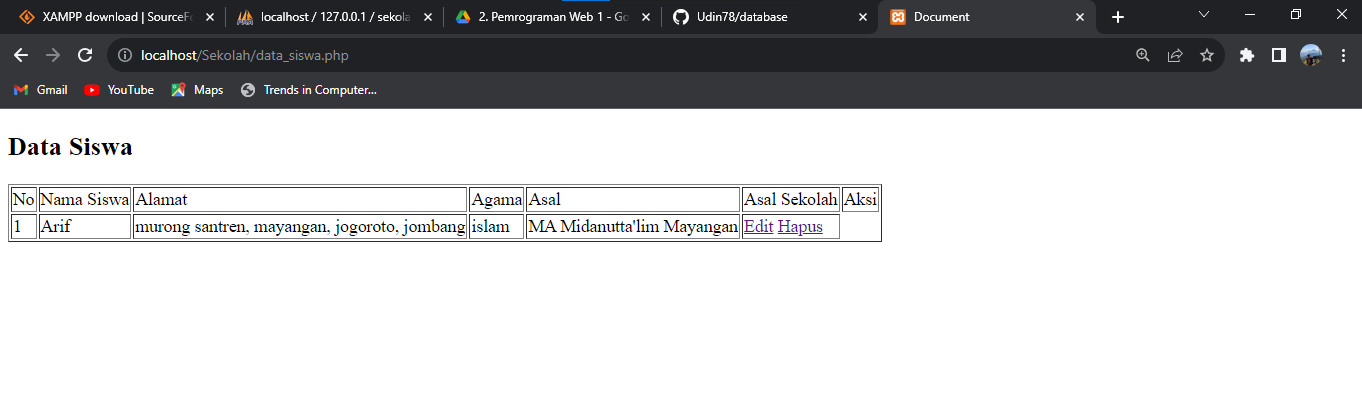 XAMPP download | SourceFo
localhost / 127.0.0.1 / sekola
2. Pemrograman Web 1 - Go
Udin78/database
Document
localhost/Sekolah/data_siswa.php
Gmail
YouTube
Maps
Trends in Computer...
Data Siswa
No Nama Siswa Alamat Agama Asal Asal Sekolah Aksi
1 Arif murong santren, mayangan, jogoroto, jombang islam MA Midanutta'lim Mayangan Edit Hapus